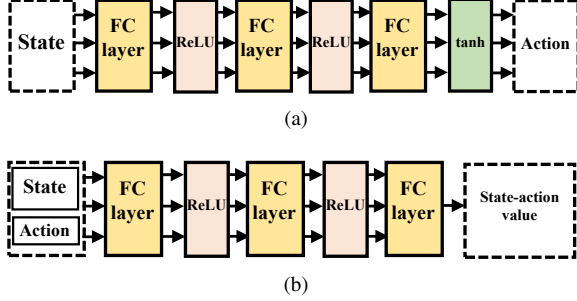 State
FC
layer
ReLU
FC
layer
ReLU
FC
layer
tanh
Action
(a)
State
Action
FC
layer
ReLU
FC
layer
ReLU
FC
layer
State-action
value
(b)